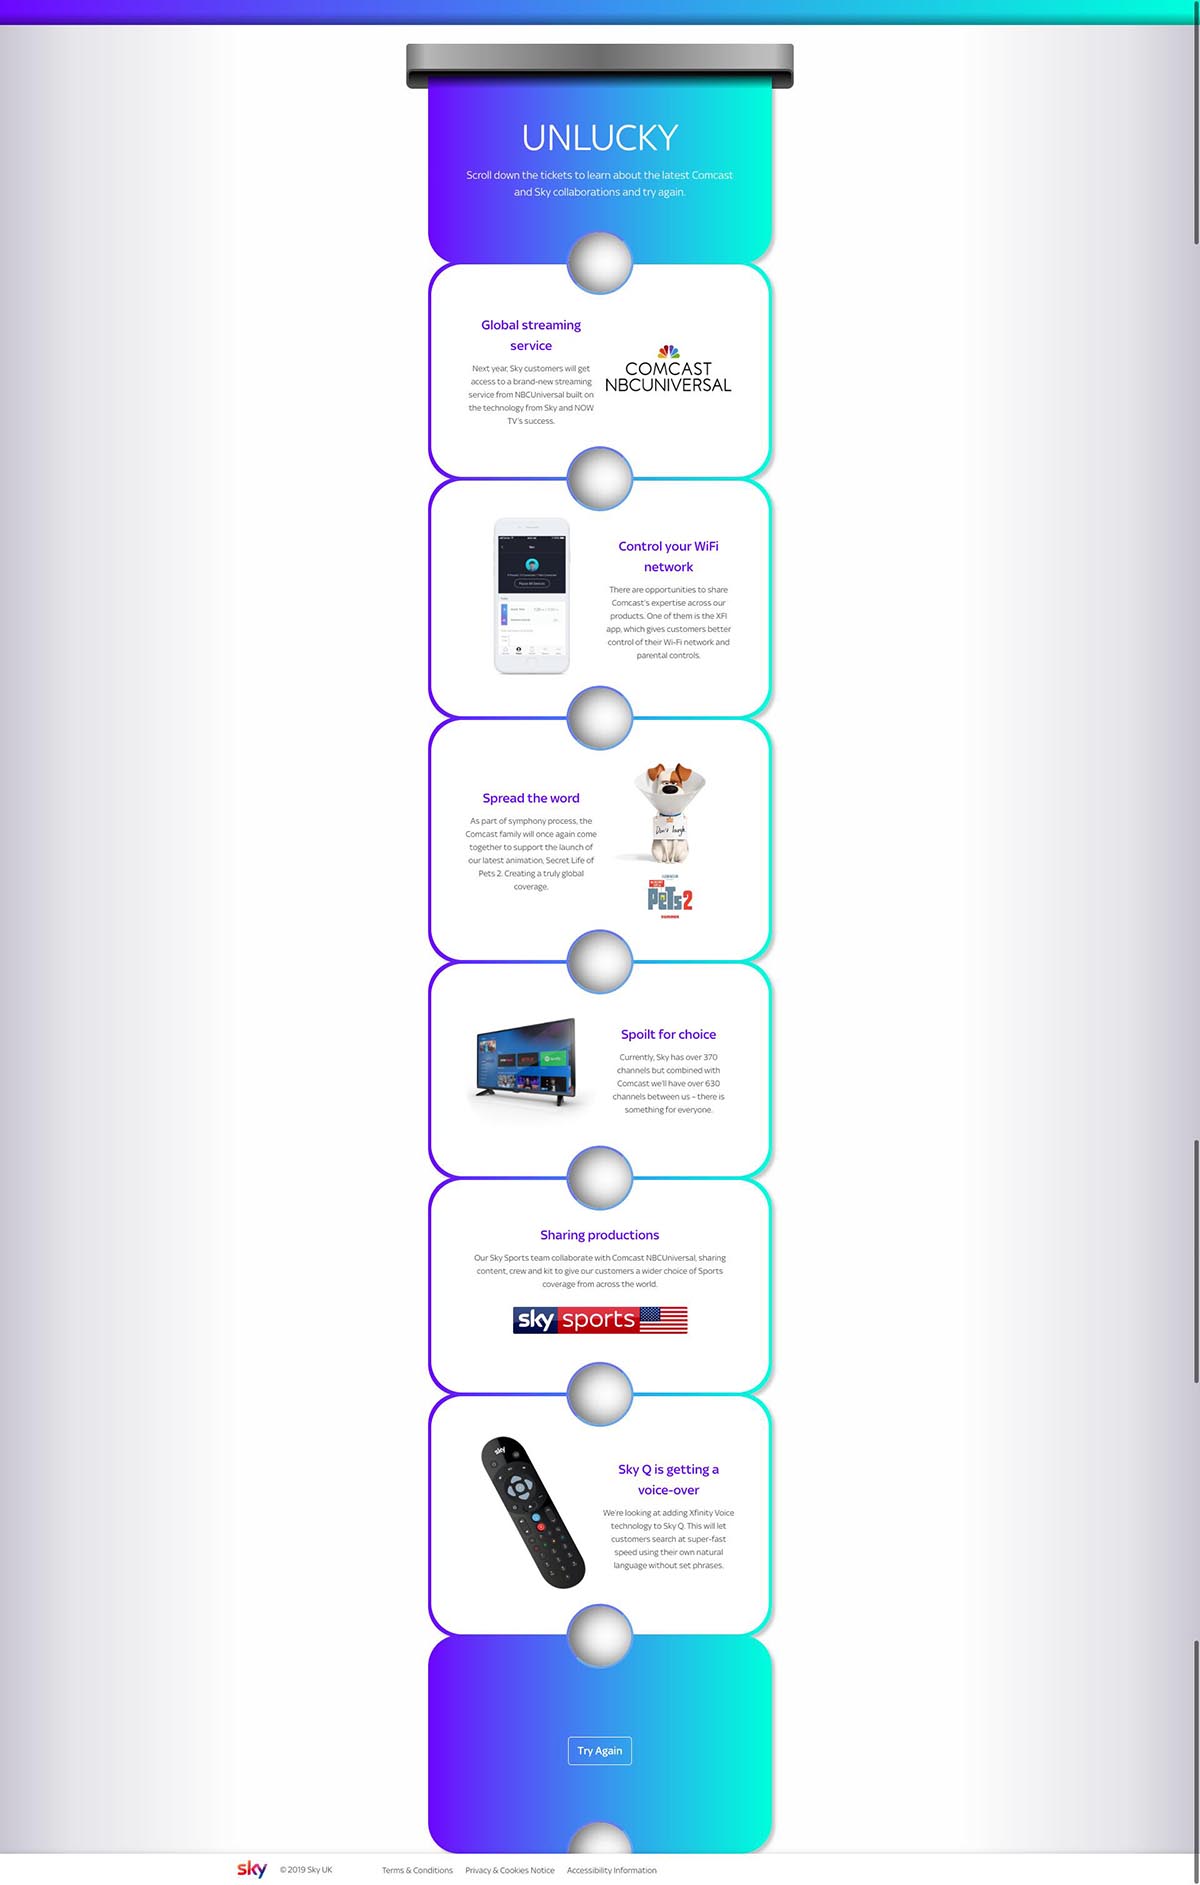 UNLUCKY
Scroll down the tickets to learn about the latest Comcast
and Sky collaborations and try again.
Global streaming
service
Next year, Sky customers will get
access to a brand-new streaming
service from NBCUniversal built on
the technology from Sky and NOW
TV's success.
COMCAST
NBCUNIVERSAL
Control your WiFi
network
There are opportunities to share
Comcast's expertise across our
products. One of them is the XFI
app, which gives customers better
control of their Wi-Fi network and
parental controls.
Spread the word
As part of symphony process, the
Comcast family will once again come
together to support the launch of
our latest animation, Secret Life of
Pets 2. Creating a truly global
coverage.
Don't laugh
PETS 2
Spoilt for choice
Currently, Sky has over 370
channels but combined with
Comcast we'll have over 630
channels between us – there is
something for everyone.
Sharing productions
Our Sky Sports team collaborate with Comcast NBCUniversal, sharing
content, crew and kit to give our customers a wider choice of Sports
coverage from across the world.
sky sports
sky
Sky Q is getting a
voice-over
We're looking at adding Xfinity Voice
technology to Sky Q. This will let
customers search at super-fast
speed using their own natural
language without set phrases.
Try Again
sky © 2019 Sky UK Terms & Conditions Privacy & Cookies Notice Accessibility Information